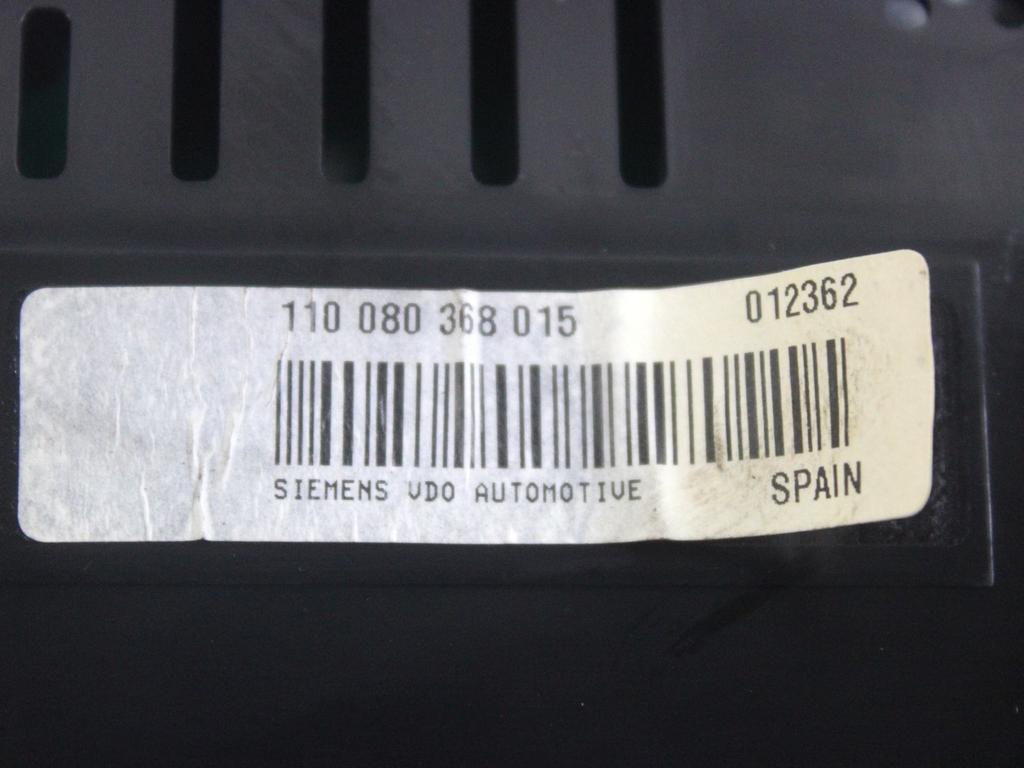 110 080 368 015 012362
SIEMENS VDO AUTOMOTIVE SPAIN